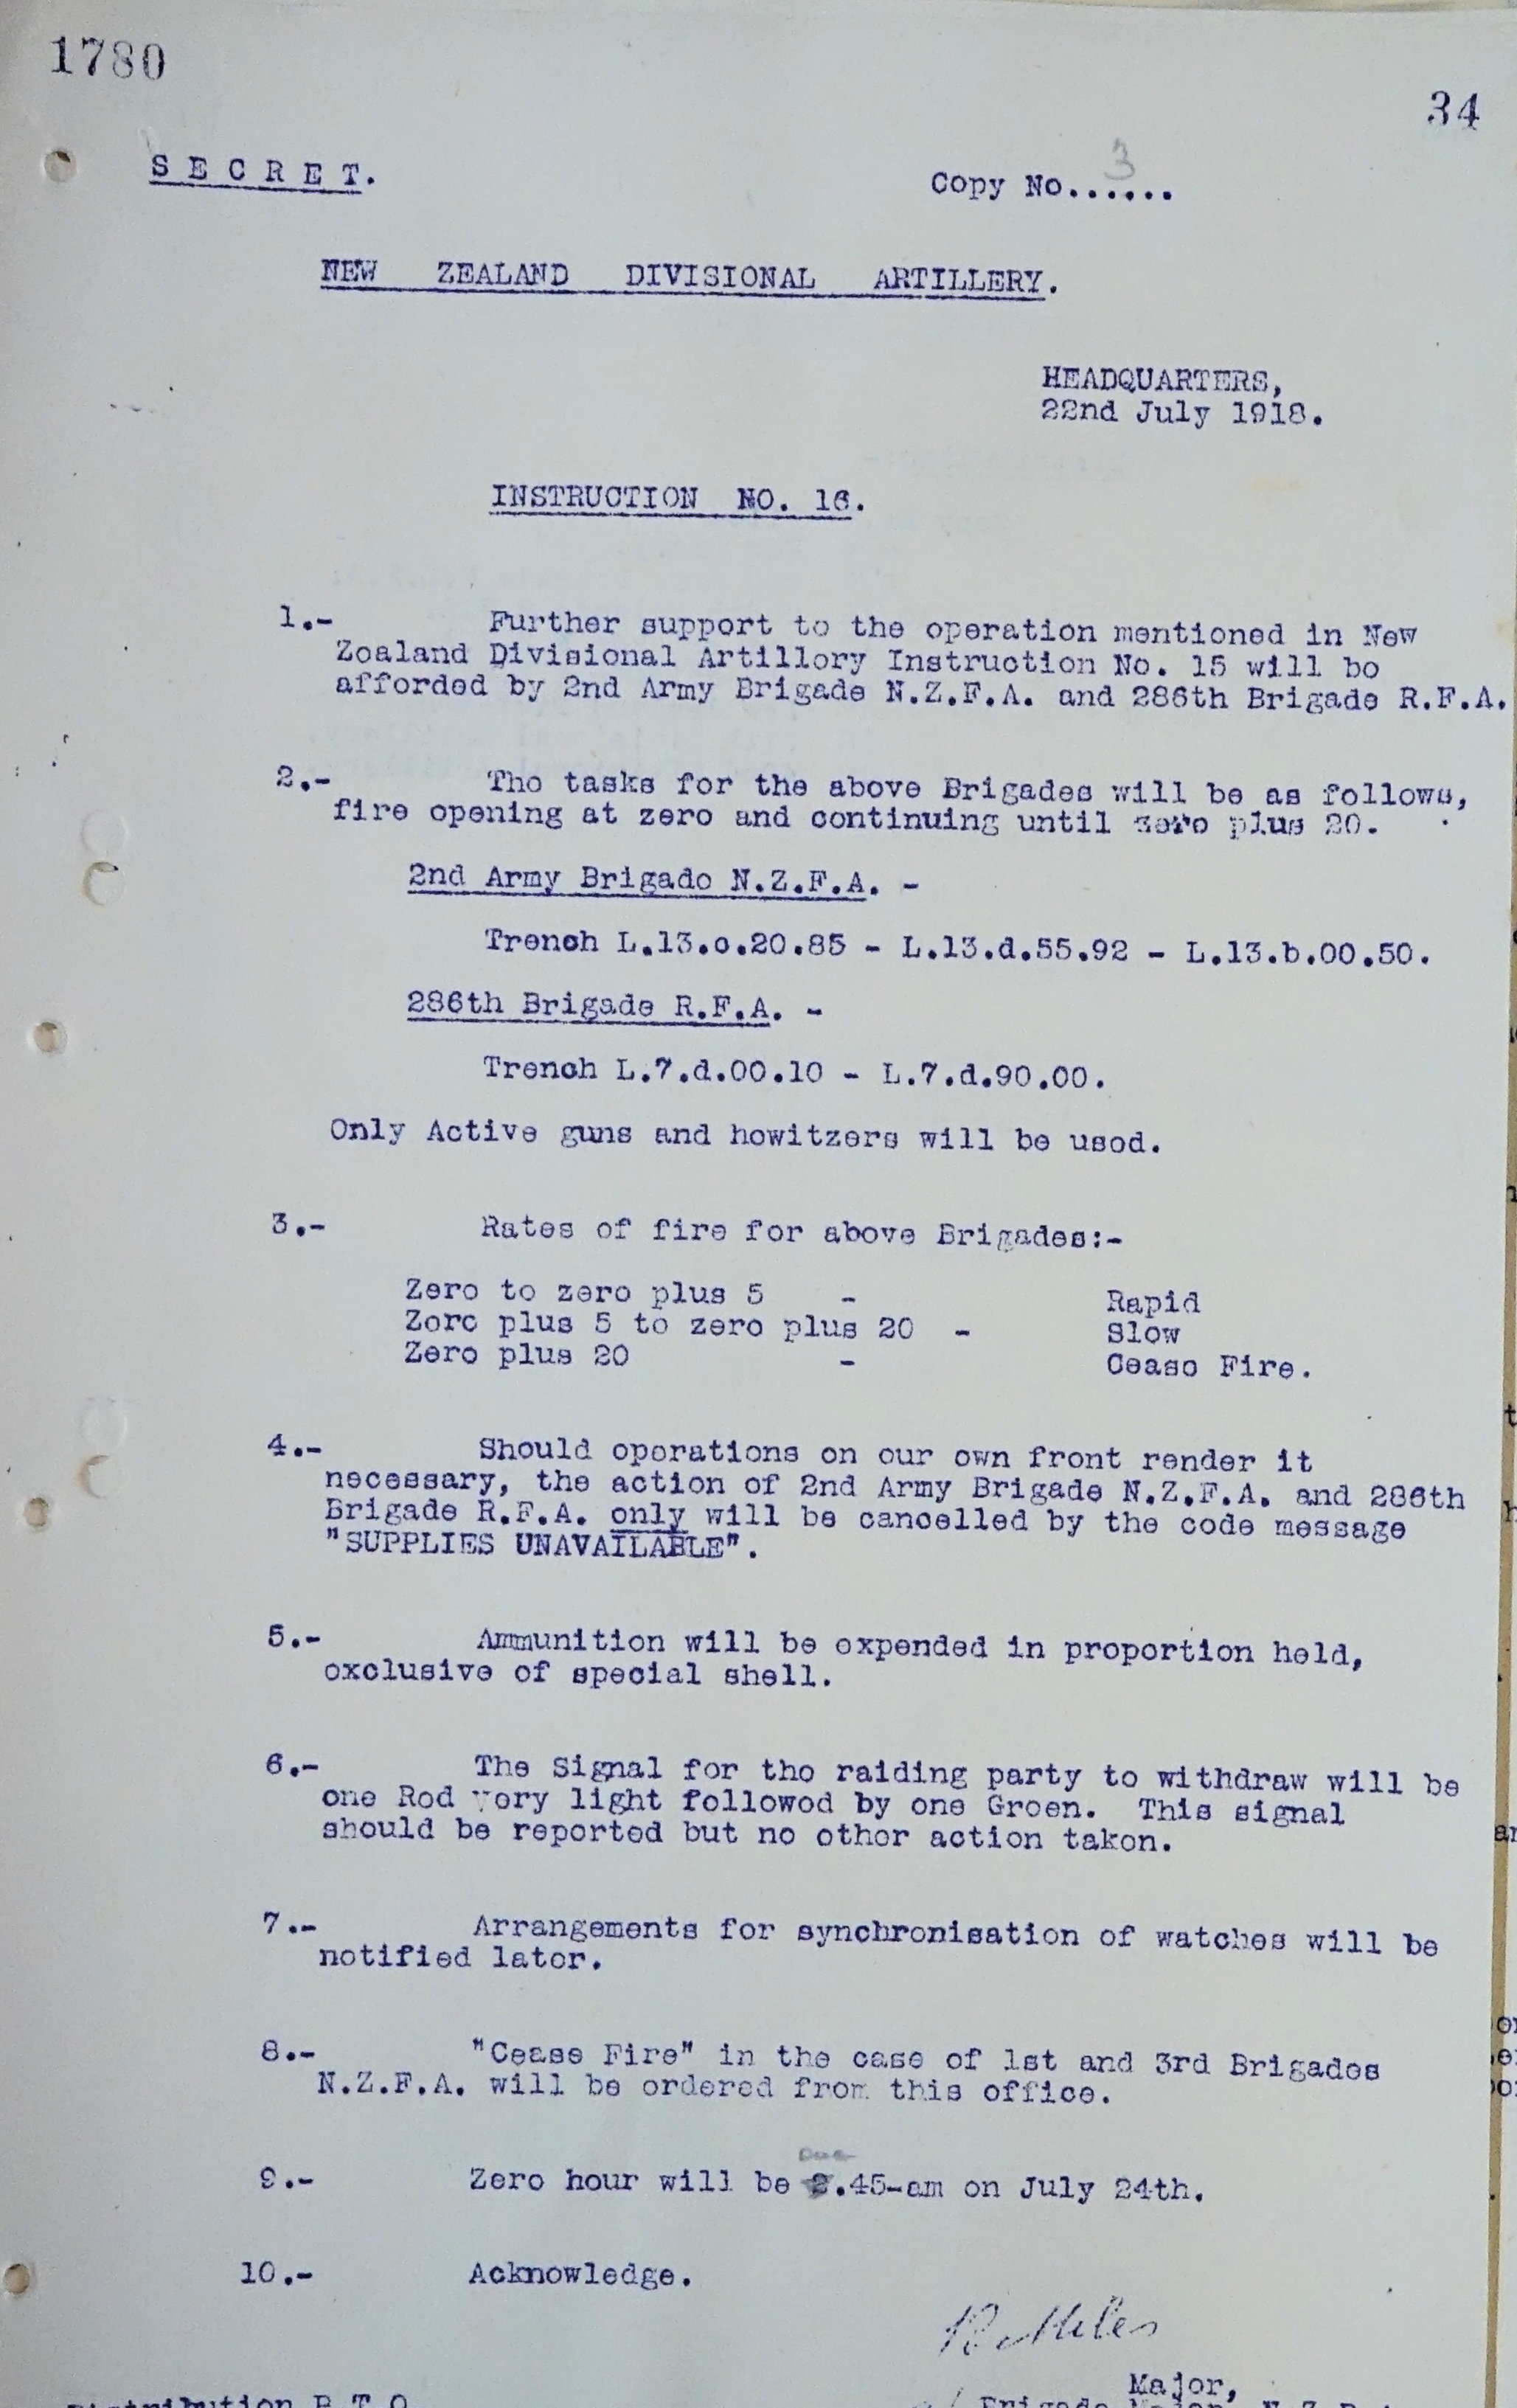 1780
34
SECRET.
Copy No...3...
NEW ZEALAND DIVISIONAL ARTILLERY.
HEADQUARTERS,
22nd July 1918.
INSTRUCTION NO. 16.
1.- Further support to the operation mentioned in New
Zealand Divisional Artillery Instruction No. 15 will be
afforded by 2nd Army Brigade N.Z.F.A. and 286th Brigade R.F.A.
2.- The tasks for the above Brigades will be as follows,
fire opening at zero and continuing until zero plus 20.
2nd Army Brigade N.Z.F.A. -
Trench L.13.c.20.85 - L.13.d.55.92 - L.13.b.00.50.
286th Brigade R.F.A. -
Trench L.7.d.00.10 - L.7.d.90.00.
Only Active guns and howitzers will be used.
3.- Rates of fire for above Brigades:-
Zero to zero plus 5 - Rapid
Zero plus 5 to zero plus 20 - Slow
Zero plus 20 - Cease Fire.
4.- Should operations on our own front render it
necessary, the action of 2nd Army Brigade N.Z.F.A. and 286th
Brigade R.F.A. only will be cancelled by the code message
"SUPPLIES UNAVAILABLE".
5.- Ammunition will be expended in proportion held,
exclusive of special shell.
6.- The Signal for the raiding party to withdraw will be
one Red very light followed by one Green. This signal
should be reported but no other action taken.
7.- Arrangements for synchronisation of watches will be
notified later.
8.- "Cease Fire" in the case of 1st and 3rd Brigades
N.Z.F.A. will be ordered from this office.
One
9.- Zero hour will be 2.45-am on July 24th.
10.- Acknowledge.
R Miles
Major,
Distribution P.T.O.